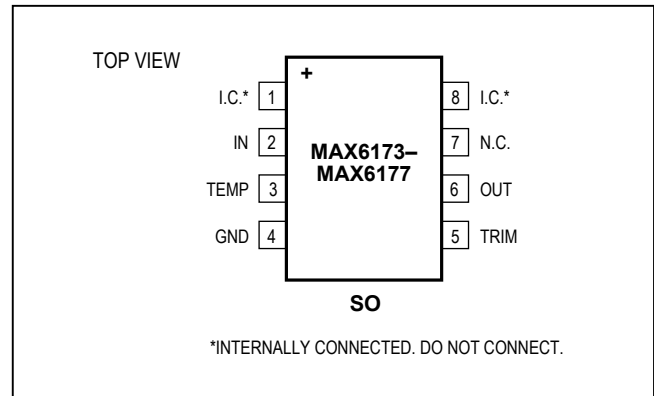 TOP VIEW
+
I.C.* 1
8 I.C.*
IN 2
7 N.C.
MAX6173–
MAX6177
TEMP 3
6 OUT
GND 4
5 TRIM
SO
*INTERNALLY CONNECTED. DO NOT CONNECT.